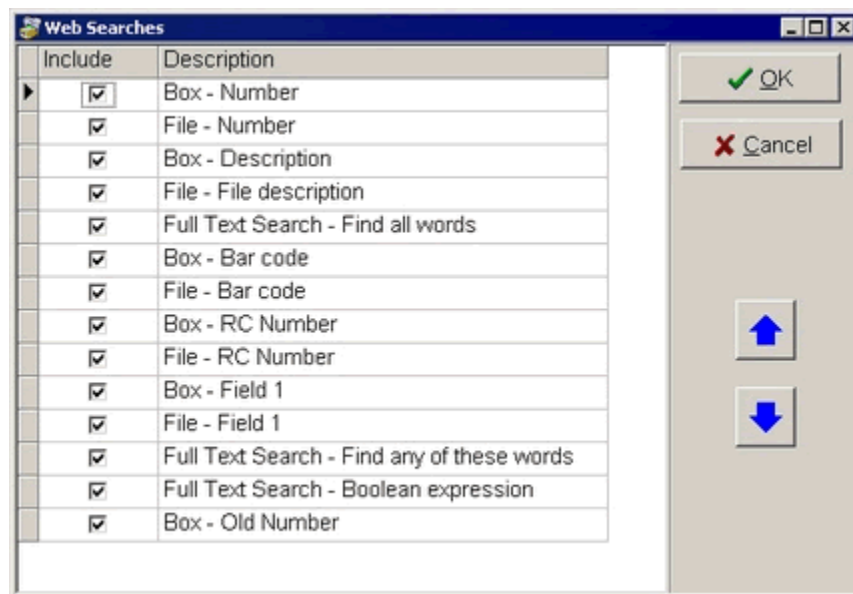 Web Searches
Include Description
Box - Number
File - Number
Box - Description
File - File description
Full Text Search - Find all words
Box - Bar code
File - Bar code
Box - RC Number
File - RC Number
Box - Field 1
File - Field 1
Full Text Search - Find any of these words
Full Text Search - Boolean expression
Box - Old Number
OK
Cancel